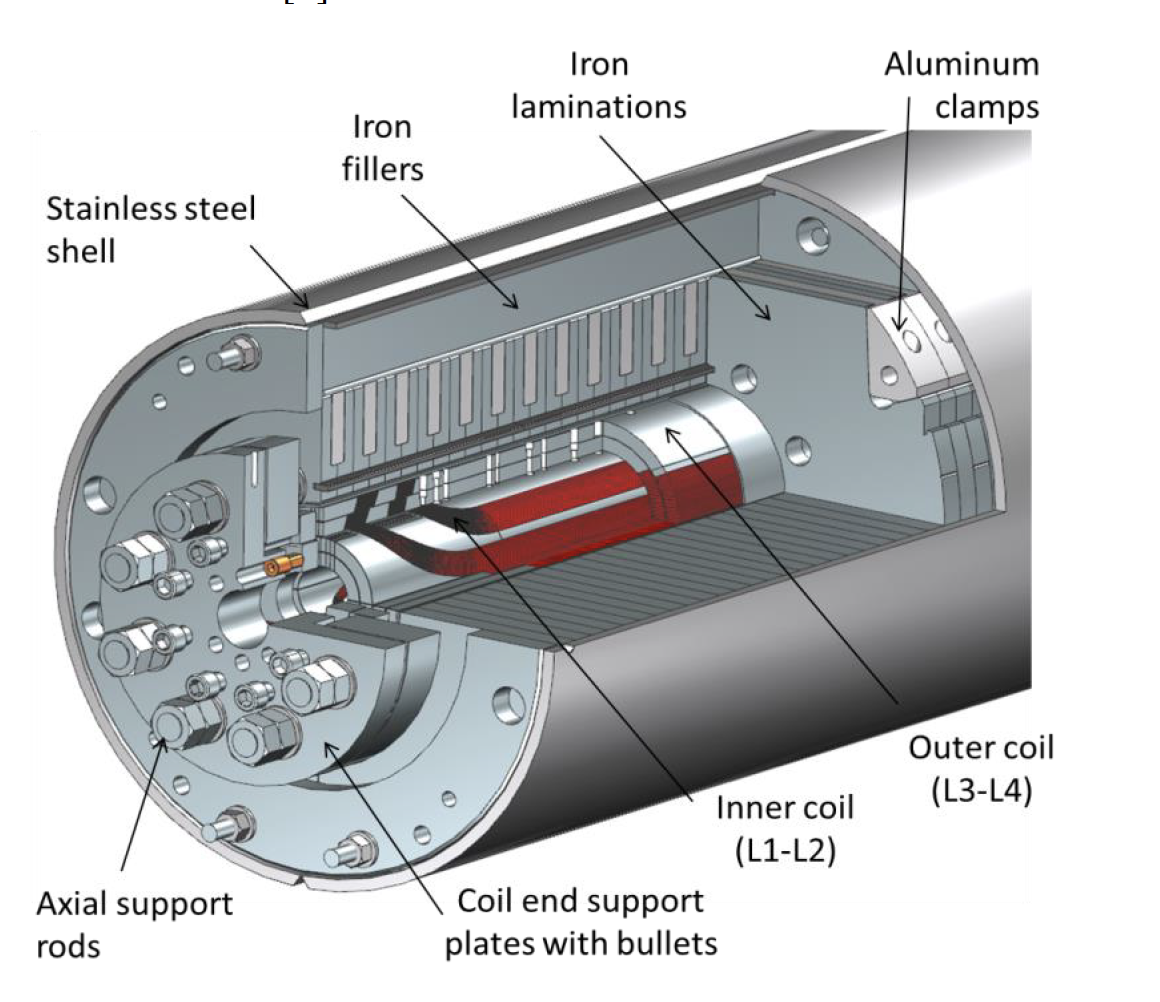 Iron
laminations
Aluminum
clamps
Iron
fillers
Stainless steel
shell
Outer coil
(L3-L4)
Inner coil
(L1-L2)
Axial support
rods
Coil end support
plates with bullets